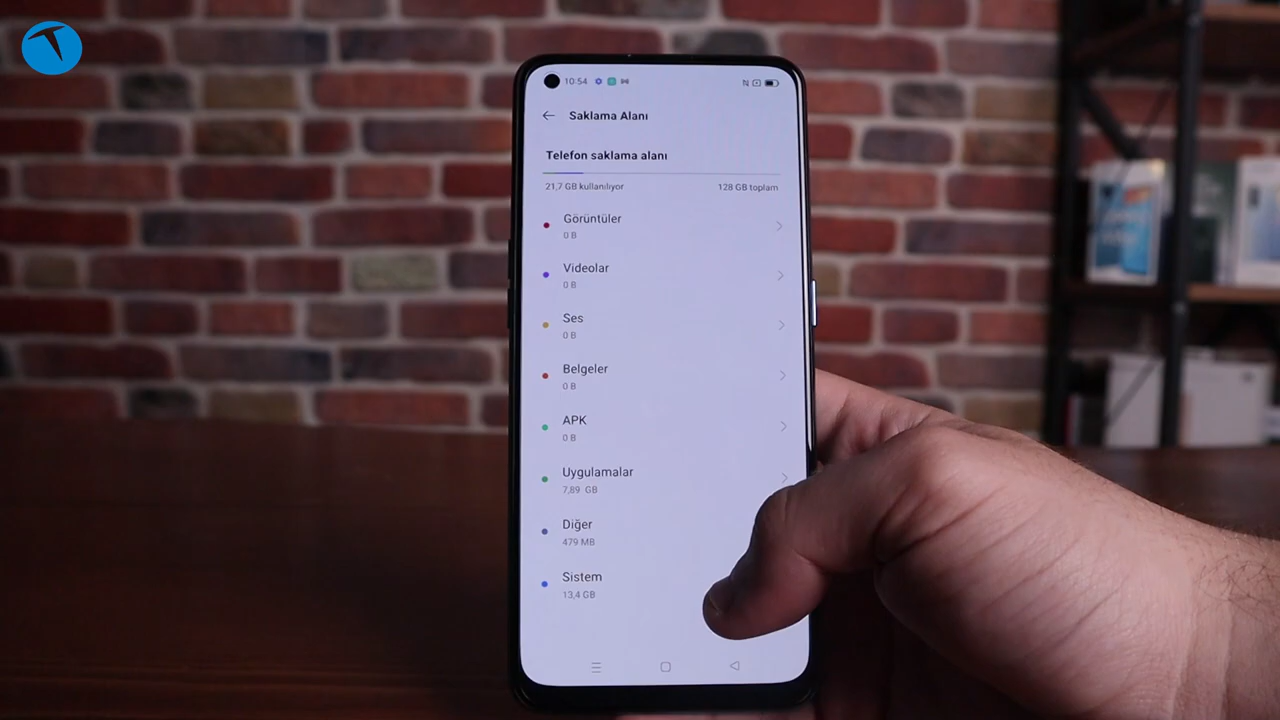 10:54
Saklama Alanı
Telefon saklama alanı
21,7 GB kullanılıyor
128 GB toplam
Görüntüler
0 B
Videolar
0 B
Ses
0 B
Belgeler
0 B
APK
0 B
Uygulamalar
7,89 GB
Diğer
479 MB
Sistem
13,4 GB